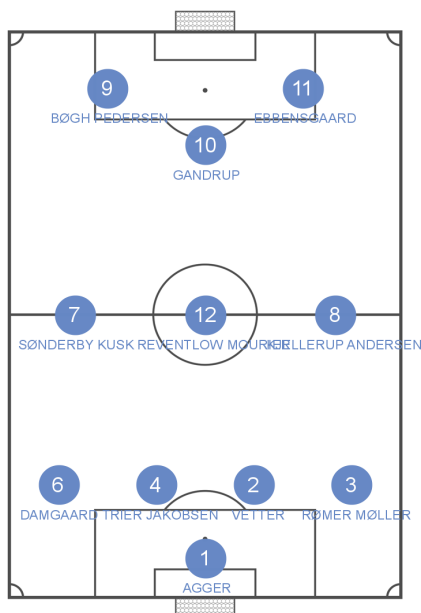 9
11
BØGH PEDERSEN
EBBENSGAARD
10
GANDRUP
7
12
8
SØNDERBY KUSK
REVENTLOW MOURIER
KJELLERUP ANDERSEN
6
4
2
3
DAMGAARD
TRIER JAKOBSEN
VETTER
RØMER MØLLER
1
AGGER